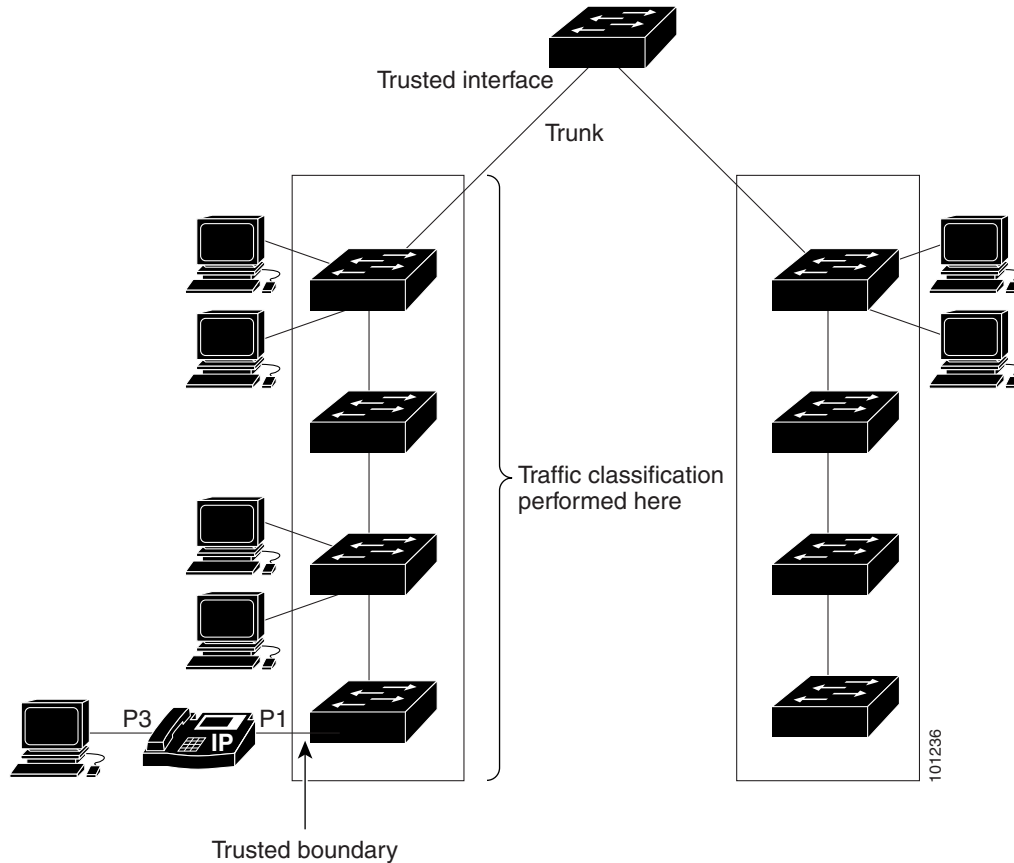 Trusted interface
Trunk
Traffic classification
performed here
P3
IP
P1
Trusted boundary
101236